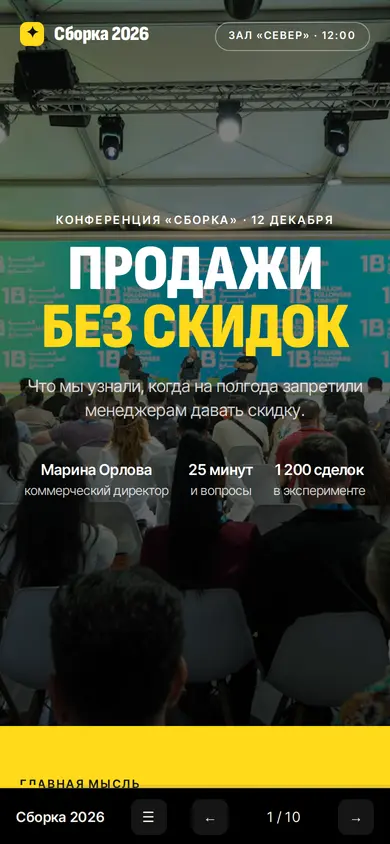 Сборка 2026
ЗАЛ «СЕВЕР» · 12:00
КОНФЕРЕНЦИЯ «СБОРКА» · 12 ДЕКАБРЯ
ПРОДАЖИ
БЕЗ СКИДОК
Что мы узнали, когда на полгода запретили
менеджерам давать скидку.
Марина Орлова
коммерческий директор
25 минут
и вопросы
1 200 сделок
в эксперименте
ГЛАВНАЯ МЫСЛЬ
Сборка 2026
1 / 10